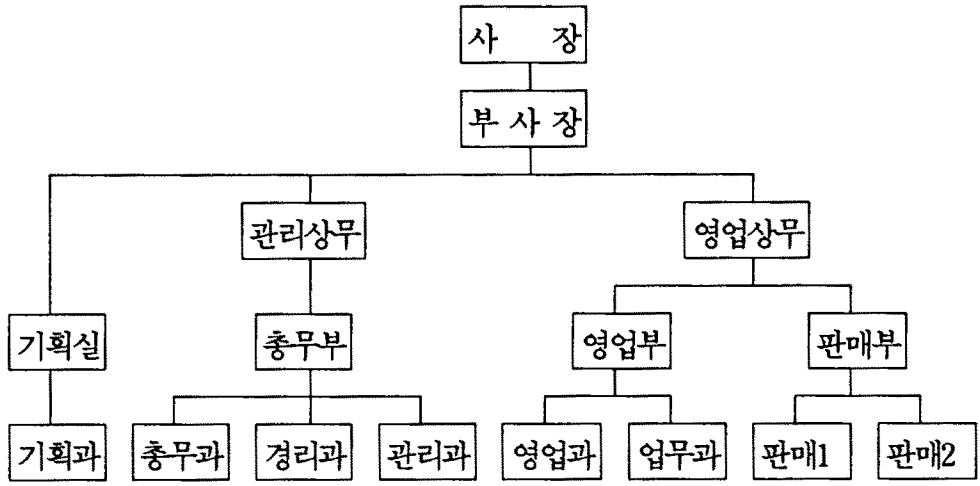 사 장
부 사 장
관리상무 영업상무
기획실 총무부 영업부 판매부
기획과 총무과 경리과 관리과 영업과 업무과 판매1 판매2